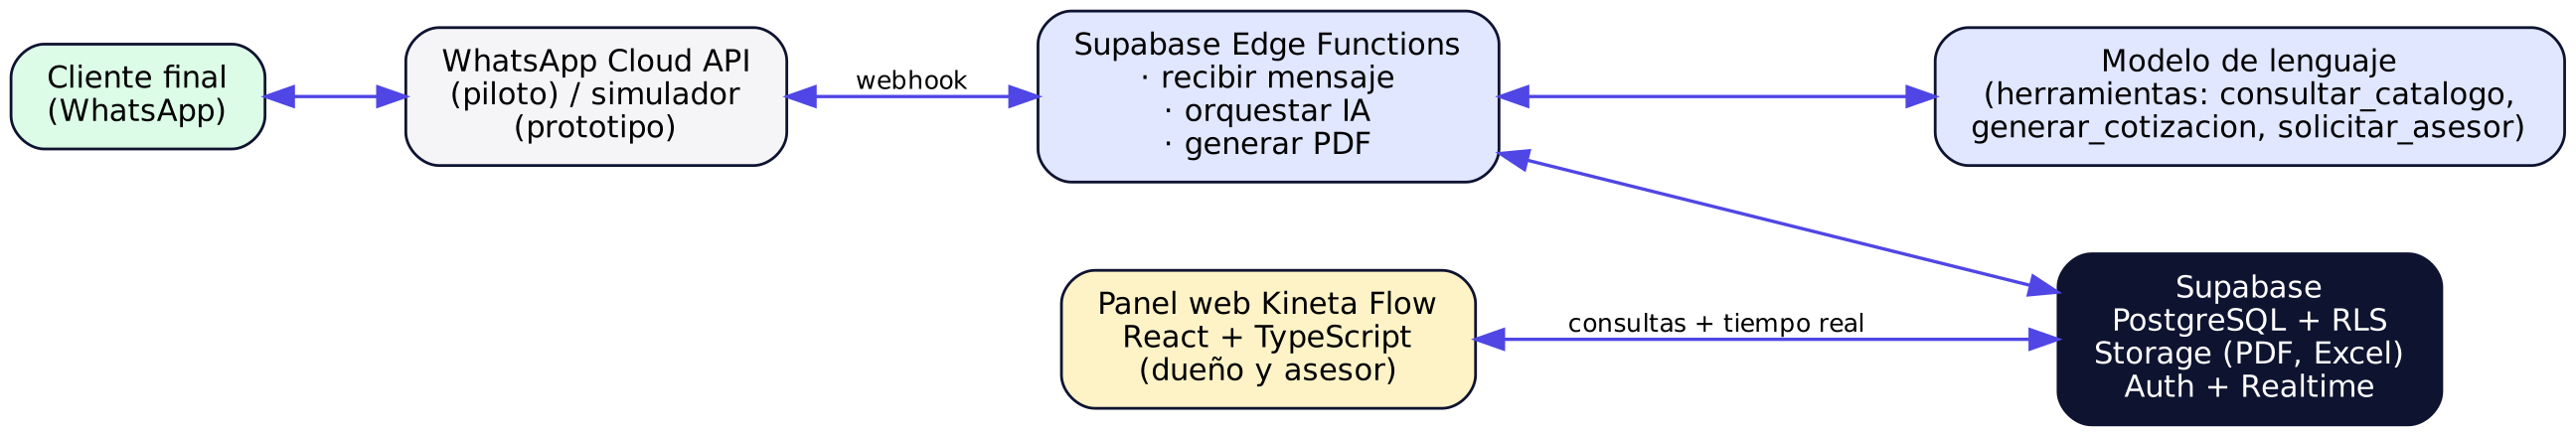 Cliente final
(WhatsApp)
WhatsApp Cloud API
(piloto) / simulador
(prototipo)
webhook
Supabase Edge Functions
· recibir mensaje
· orquestar IA
· generar PDF
Modelo de lenguaje
(herramientas: consultar_catalogo,
generar_cotizacion, solicitar_asesor)
Panel web Kineta Flow
React + TypeScript
(dueño y asesor)
consultas + tiempo real
Supabase
PostgreSQL + RLS
Storage (PDF, Excel)
Auth + Realtime